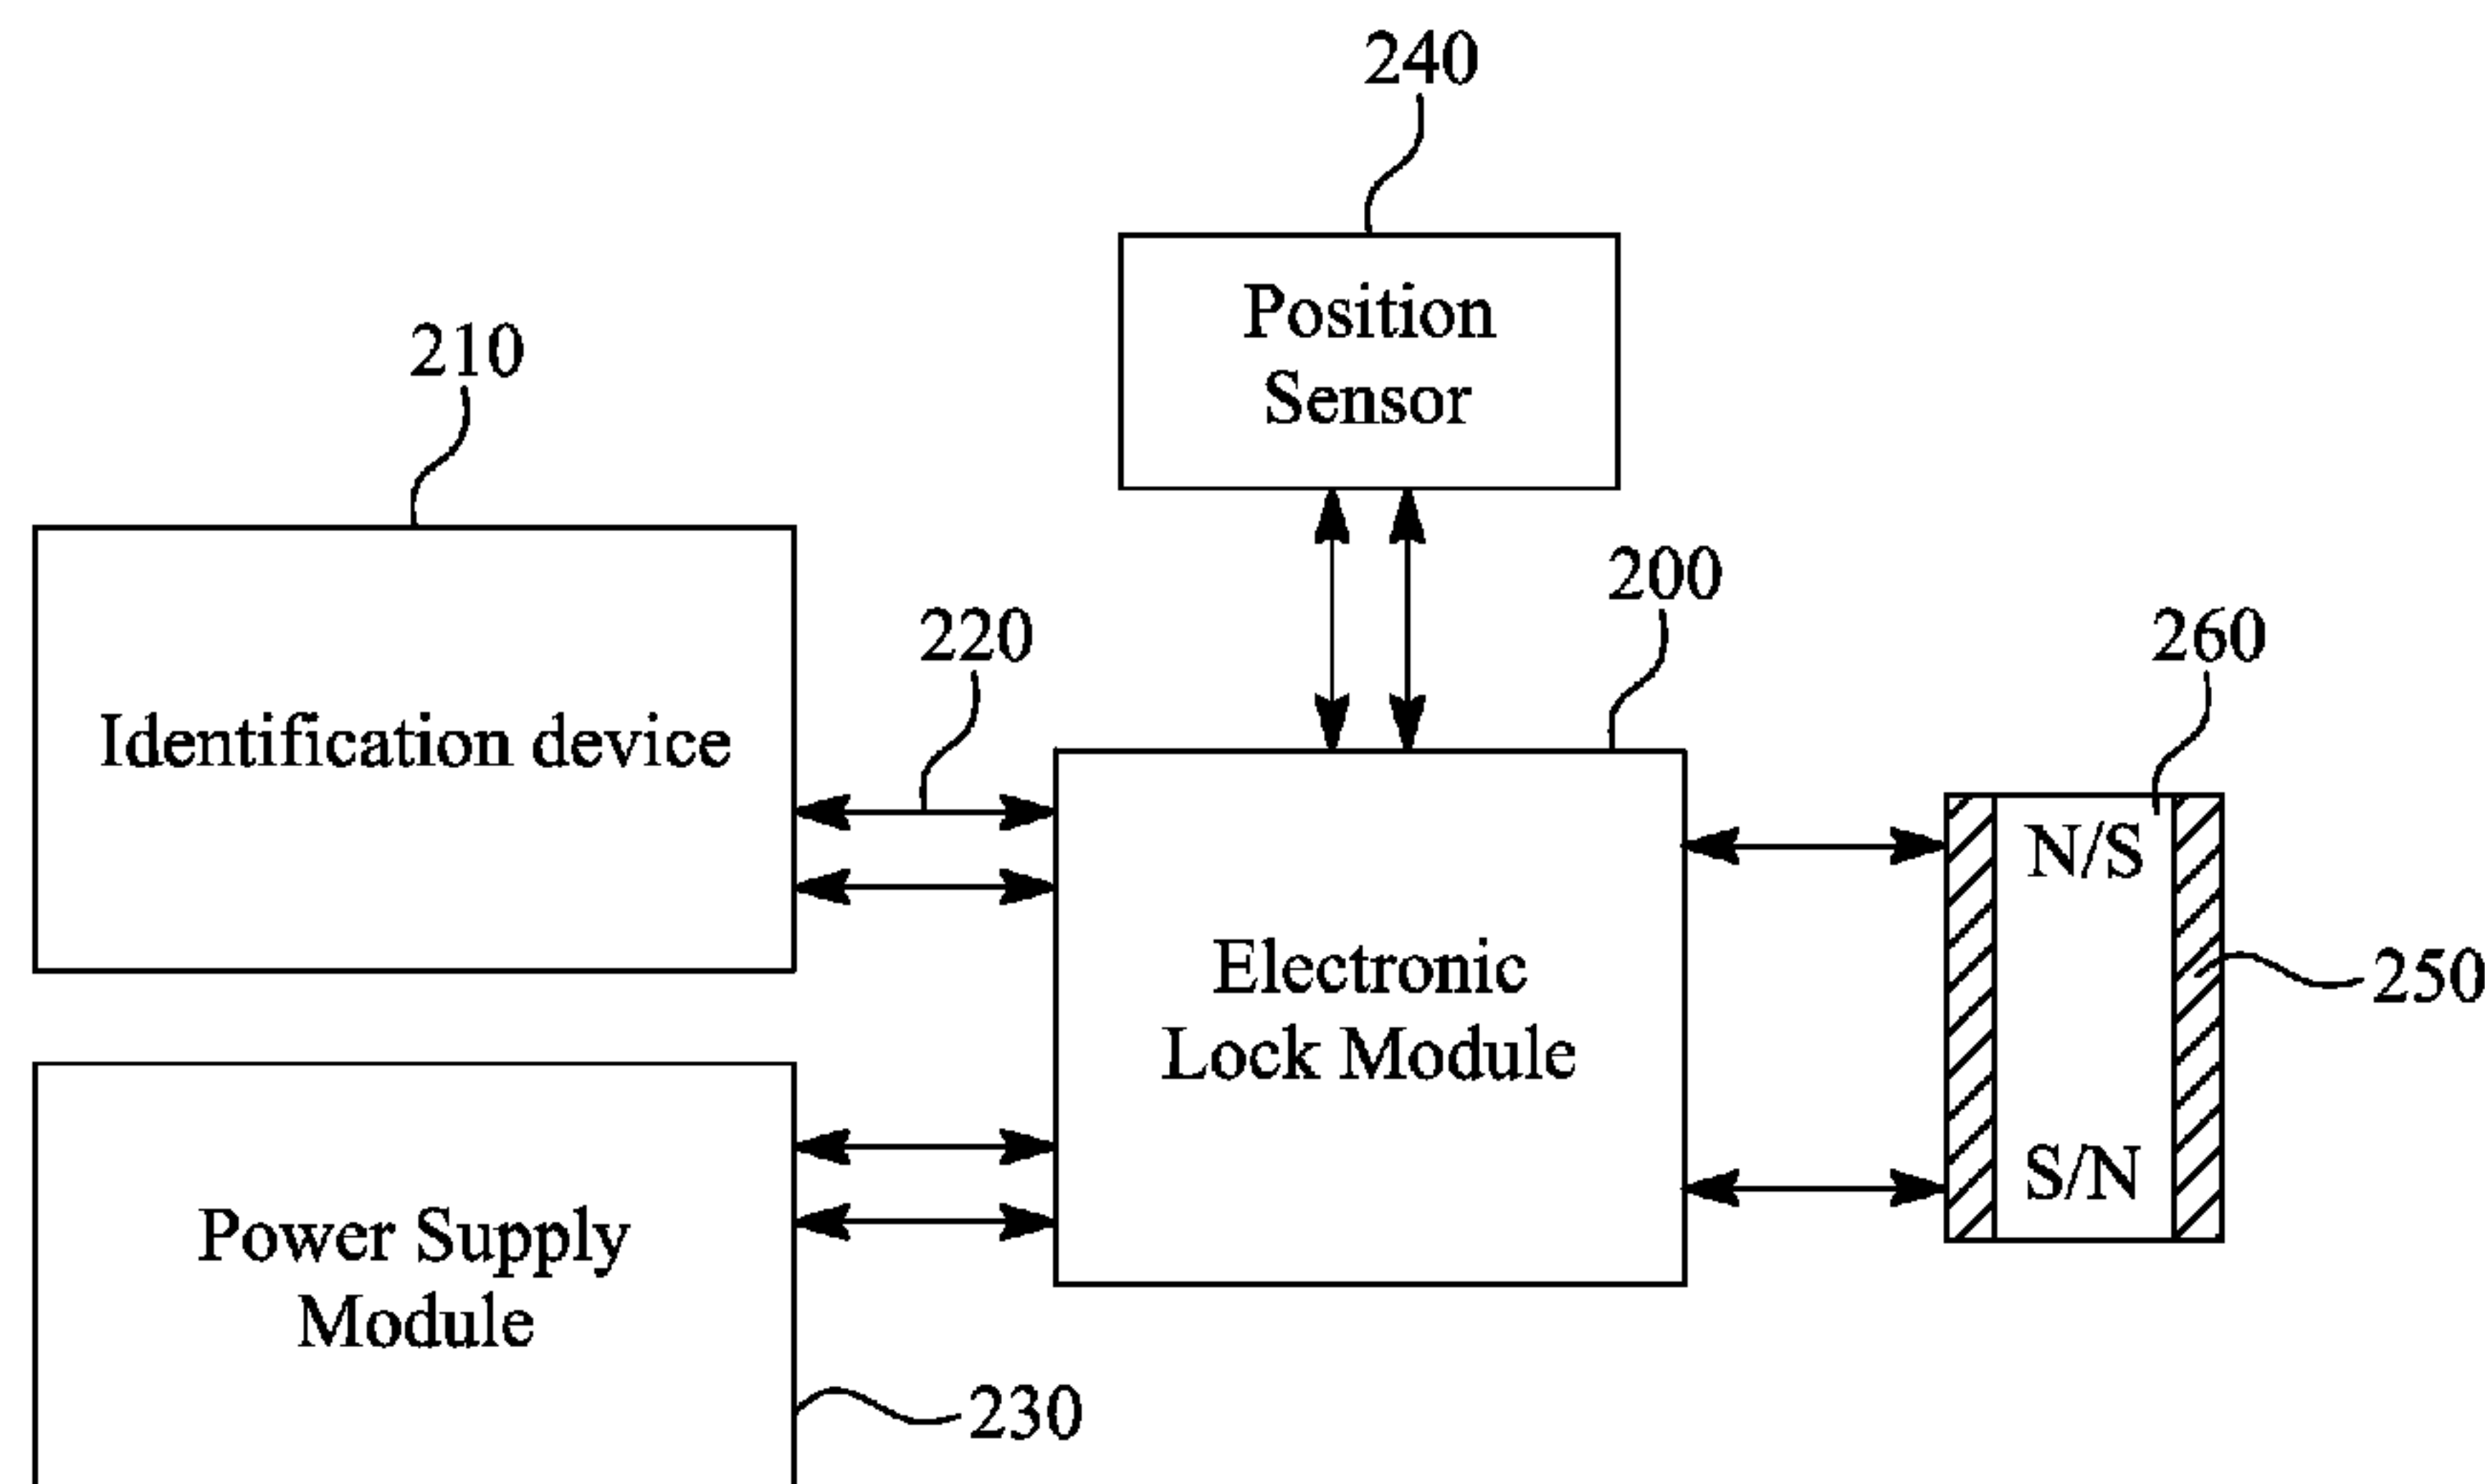 240
Position
Sensor
210
200
220
260
Identification device
N/S
Electronic
Lock Module
250
S/N
Power Supply
Module
230